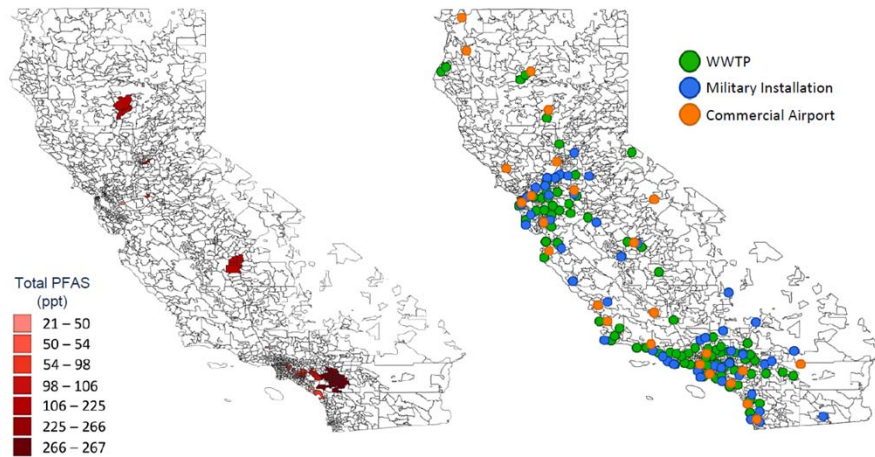 WWTP
Military Installation
Commercial Airport
Total PFAS
(ppt)
21 – 50
50 – 54
54 – 98
98 – 106
106 – 225
225 – 266
266 – 267